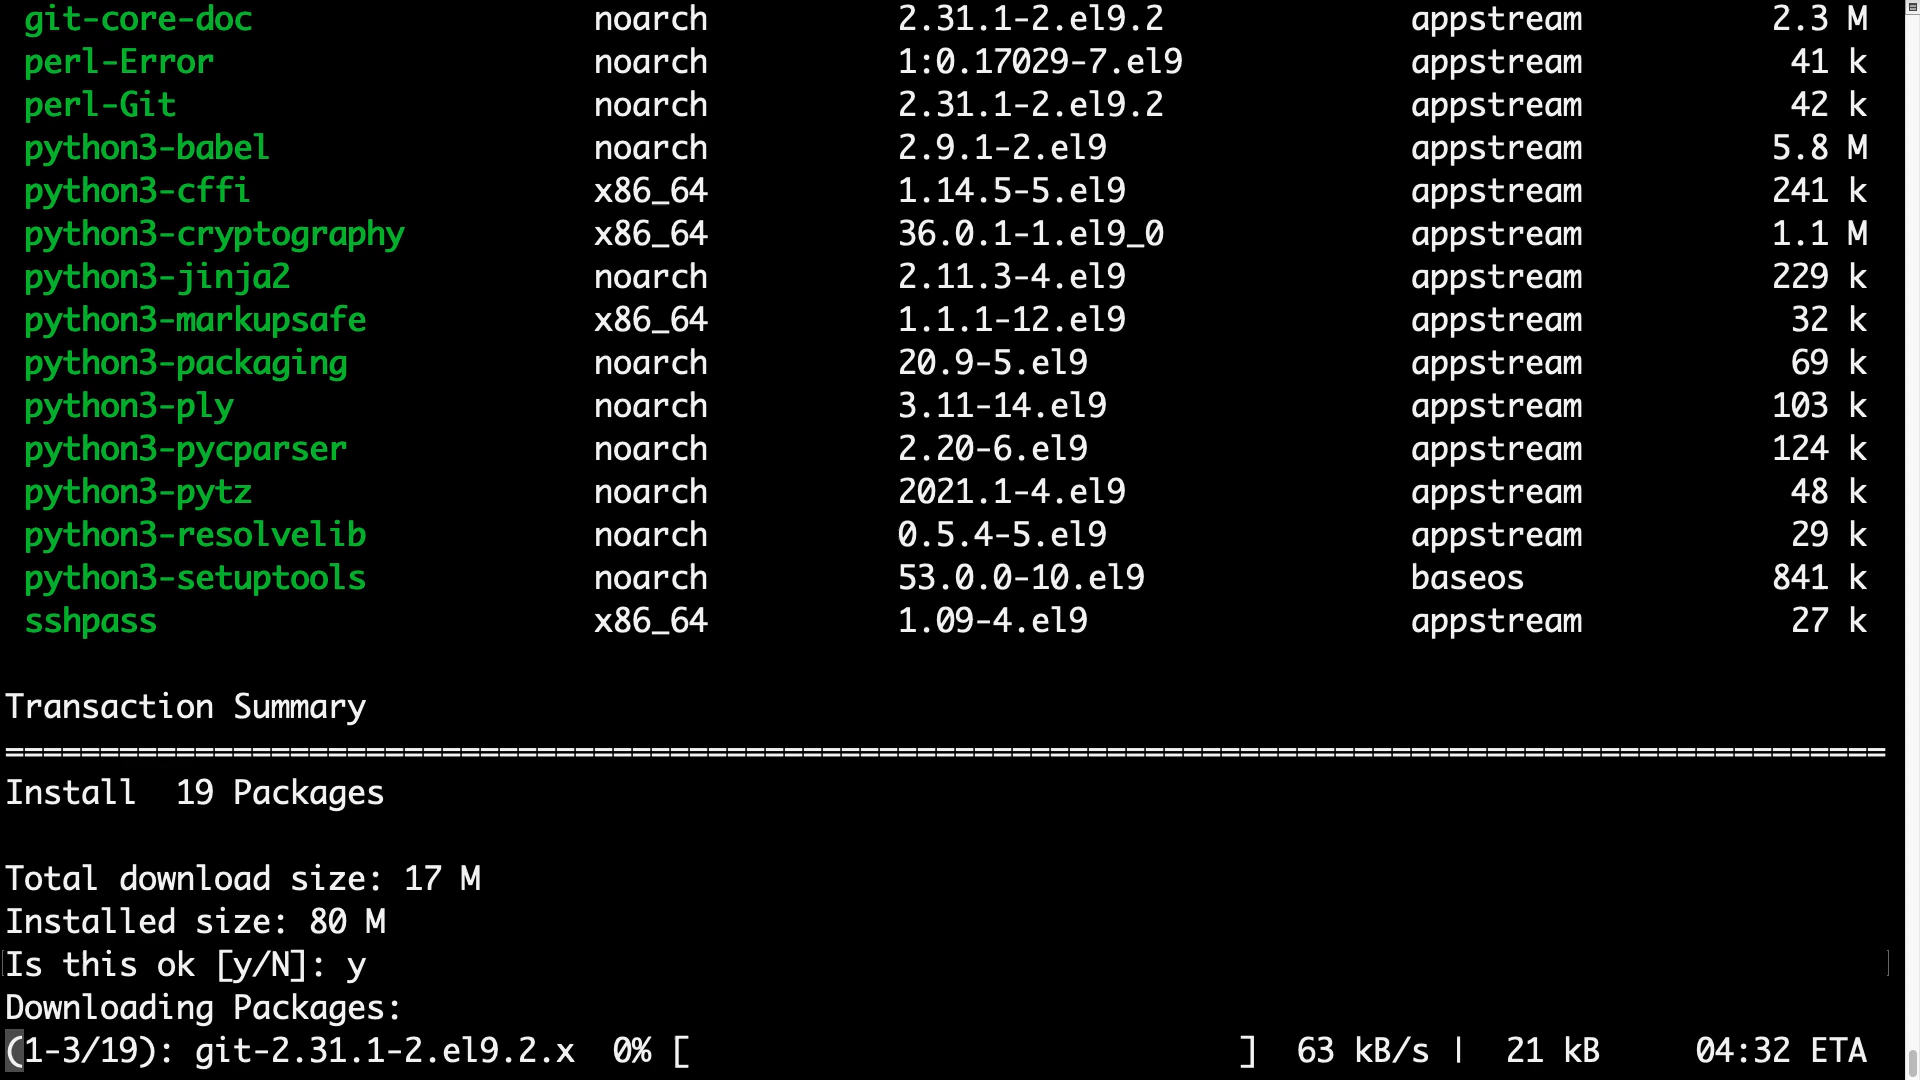 git-core-doc noarch 2.31.1-2.el9.2 appstream 2.3 M
perl-Error noarch 1:0.17029-7.el9 appstream 41 k
perl-Git noarch 2.31.1-2.el9.2 appstream 42 k
python3-babel noarch 2.9.1-2.el9 appstream 5.8 M
python3-cffi x86_64 1.14.5-5.el9 appstream 241 k
python3-cryptography x86_64 36.0.1-1.el9_0 appstream 1.1 M
python3-jinja2 noarch 2.11.3-4.el9 appstream 229 k
python3-markupsafe x86_64 1.1.1-12.el9 appstream 32 k
python3-packaging noarch 20.9-5.el9 appstream 69 k
python3-ply noarch 3.11-14.el9 appstream 103 k
python3-pycparser noarch 2.20-6.el9 appstream 124 k
python3-pytz noarch 2021.1-4.el9 appstream 48 k
python3-resolvelib noarch 0.5.4-5.el9 appstream 29 k
python3-setuptools noarch 53.0.0-10.el9 baseos 841 k
sshpass x86_64 1.09-4.el9 appstream 27 k
Transaction Summary
===================================================================================================
Install  19 Packages
Total download size: 17 M
Installed size: 80 M
Is this ok [y/N]: y
Downloading Packages:
(1-3/19): git-2.31.1-2.el9.2.x  0% [                             ]  63 kB/s |  21 kB     04:32 ETA